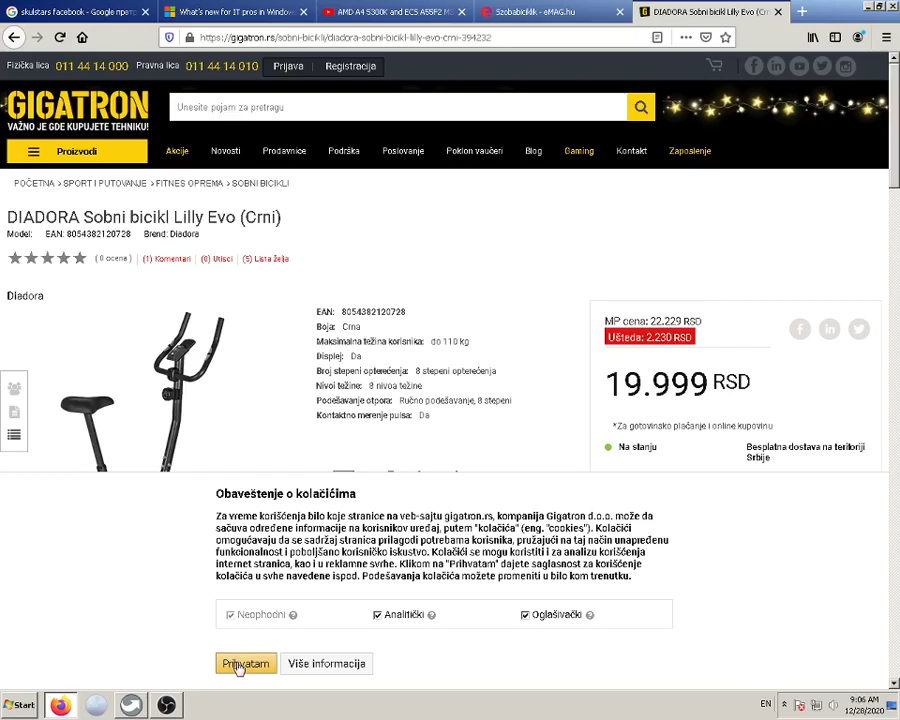 skulstars facebook - Google прет
What's new for IT pros in Window
AMD A4 5300K and ECS A55F2 M
Szobabiciklik - eMAG.hu
DIADORA Sobni bicikl Lilly Evo (Crn
https://gigatron.rs/sobni-bicikli/diadora-sobni-bicikl-lilly-evo-crni-394232
Fizička lica 011 44 14 000 Pravna lica 011 44 14 010 Prijava Registracija
GIGATRON
VAŽNO JE GDE KUPUJETE TEHNIKU!
Unesite pojam za pretragu
Proizvodi Akcije Novosti Prodavnice Podrška Poslovanje Poklon vaučeri Blog Gaming Kontakt Zaposlenje
POČETNA > SPORT I PUTOVANJE > FITNES OPREMA > SOBNI BICIKLI
DIADORA Sobni bicikl Lilly Evo (Crni)
Model: EAN: 8054382120728 Brend: Diadora
( 0 ocena ) (1) Komentari (0) Utisci (5) Lista želja
Diadora
EAN: 8054382120728
Boja: Crna
Maksimalna težina korisnika: do 110 kg
Displej: Da
Broj stepeni opterećenja: 8 stepeni opterećenja
Nivoi težine: 8 nivoa težine
Podešavanje otpora: Ručno podešavanje, 8 stepeni
Kontaktno merenje pulsa: Da
MP cena: 22.229 RSD
Ušteda: 2.230 RSD
19.999 RSD
*Za gotovinsko plaćanje i online kupovinu
Na stanju
Besplatna dostava na teritoriji
Srbije
Obaveštenje o kolačićima
Za vreme korišćenja bilo koje stranice na veb-sajtu gigatron.rs, kompanija Gigatron d.o.o. može da
sačuva određene informacije na korisnikov uređaj, putem "kolačića" (eng. "cookies"). Kolačići
omogućavaju da se sadržaj stranica prilagodi potrebama korisnika, pružajući na taj način unapređenu
funkcionalnost i poboljšano korisničko iskustvo. Kolačići se mogu koristiti i za analizu korišćenja
internet stranica, kao i u reklamne svrhe. Klikom na "Prihvatam" dajete saglasnost za korišćenje
kolačića u svhe navedene ispod. Podešavanja kolačića možete promeniti u bilo kom trenutku.
Neophodni Analitički Oglašivački
Prihvatam Više informacija
Start
EN
9:06 AM
12/28/2020